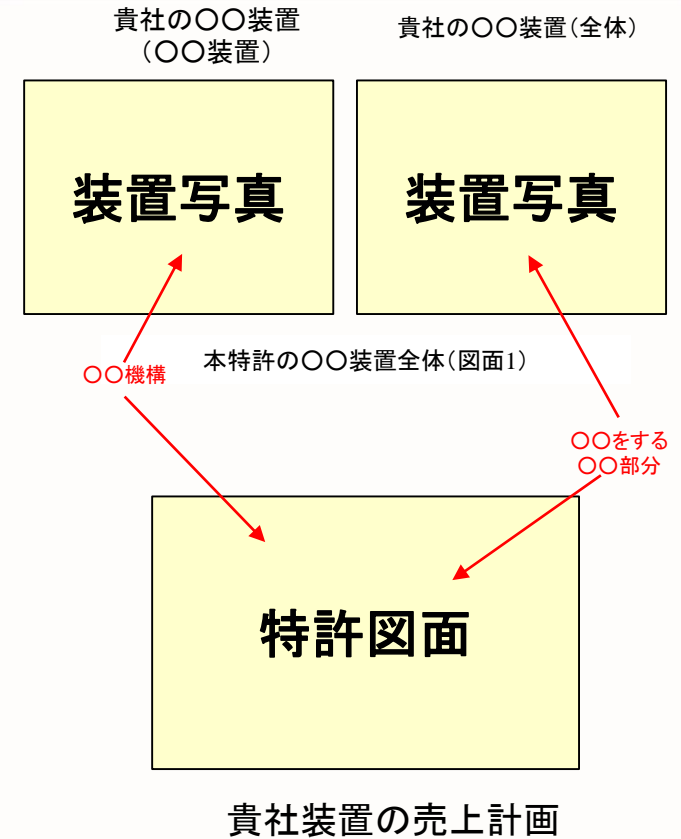 貴社の〇〇装置
（〇〇装置）
貴社の〇〇装置（全体）
装置写真
装置写真
〇〇機構
本特許の〇〇装置全体（図面1）
〇〇をする
〇〇部分
特許図面
貴社装置の売上計画